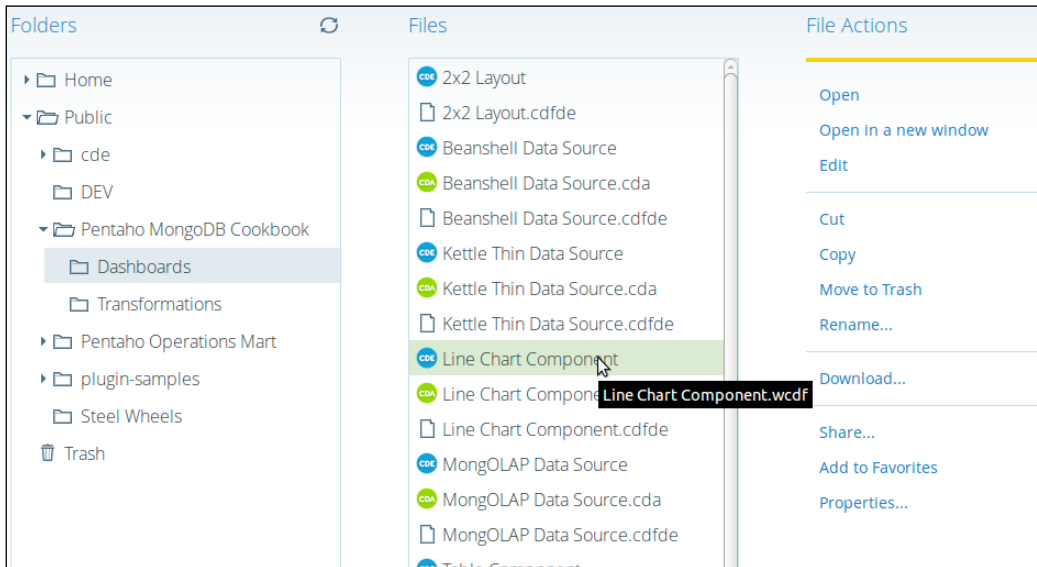 Folders
Home
Public
cde
DEV
Pentaho MongoDB Cookbook
Dashboards
Transformations
Pentaho Operations Mart
plugin-samples
Steel Wheels
Trash
Files
CDE 2x2 Layout
2x2 Layout.cdfde
CDE Beanshell Data Source
CDA Beanshell Data Source.cda
Beanshell Data Source.cdfde
CDE Kettle Thin Data Source
CDA Kettle Thin Data Source.cda
Kettle Thin Data Source.cdfde
CDE Line Chart Component
Line Chart Component.wcdf
CDA Line Chart Compone
Line Chart Component.cdfde
CDE MongOLAP Data Source
CDA MongOLAP Data Source.cda
MongOLAP Data Source.cdfde
Table Component
File Actions
Open
Open in a new window
Edit
Cut
Copy
Move to Trash
Rename...
Download...
Share...
Add to Favorites
Properties...